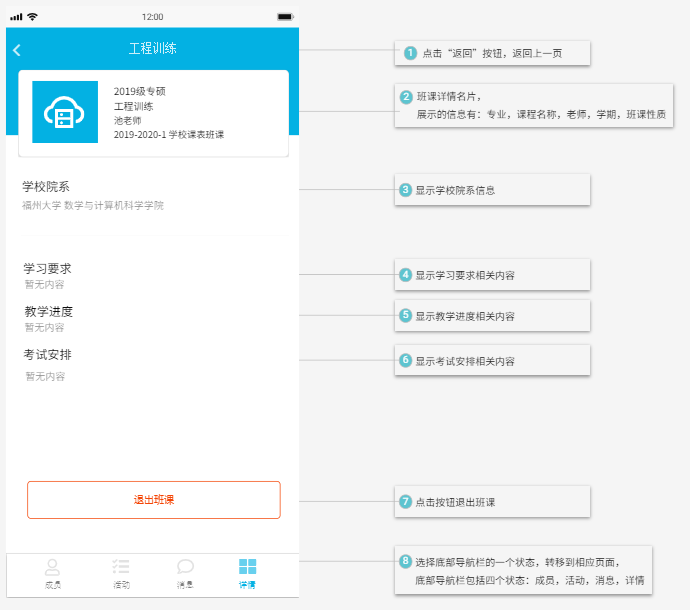 12:00
工程训练
2019级专硕
工程训练
池老师
2019-2020-1 学校课表班课
学校院系
福州大学 数学与计算机科学学院
学习要求
暂无内容
教学进度
暂无内容
考试安排
暂无内容
退出班课
成员 活动 消息 详情
1 点击“返回”按钮，返回上一页
2 班课详情名片，
展示的信息有：专业，课程名称，老师，学期，班课性质
3 显示学校院系信息
4 显示学习要求相关内容
5 显示教学进度相关内容
6 显示考试安排相关内容
7 点击按钮退出班课
8 选择底部导航栏的一个状态，转移到相应页面，
底部导航栏包括四个状态：成员，活动，消息，详情